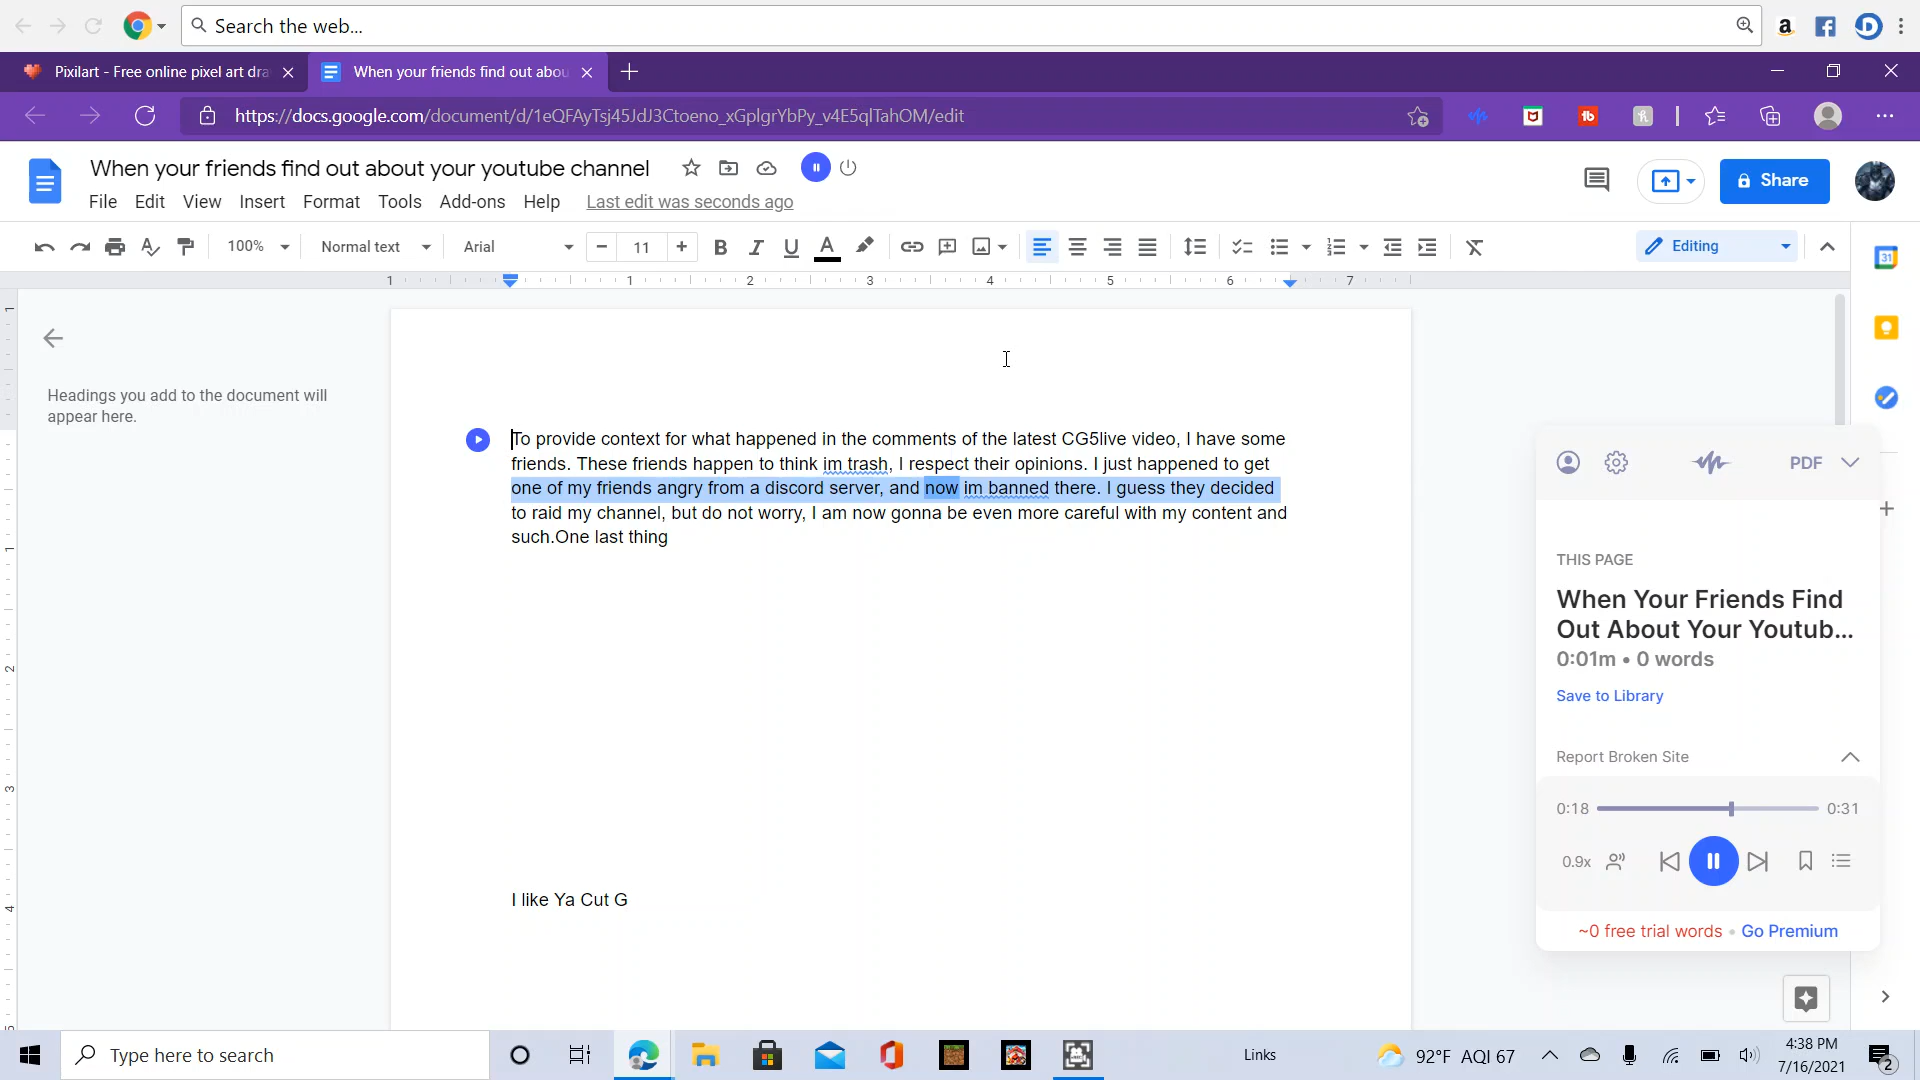 Search the web...
Pixilart - Free online pixel art dra
When your friends find out abou
https://docs.google.com/document/d/1eQFAyTsj45JdJ3Ctoeno_xGplgrYbPy_v4E5qlTahOM/edit
When your friends find out about your youtube channel
File Edit View Insert Format Tools Add-ons Help Last edit was seconds ago
Share
100% Normal text Arial 11 Editing
1 1 2 3 4 5 6 7
Headings you add to the document will
appear here.
To provide context for what happened in the comments of the latest CG5live video, I have some
friends. These friends happen to think im trash, I respect their opinions. I just happened to get
one of my friends angry from a discord server, and now im banned there. I guess they decided
to raid my channel, but do not worry, I am now gonna be even more careful with my content and
such.One last thing
I like Ya Cut G
PDF
THIS PAGE
When Your Friends Find
Out About Your Youtub...
0:01m • 0 words
Save to Library
Report Broken Site
0:18 0:31
0.9x
~0 free trial words • Go Premium
Type here to search
Links
92°F AQI 67
4:38 PM
7/16/2021
2